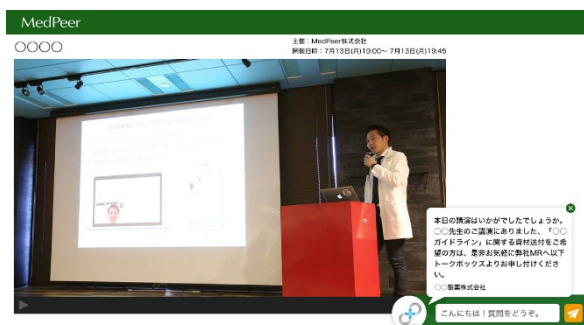 MedPeer
○○○○
主催：MedPeer株式会社
開催日時：7月13日(月)19:00〜 7月13日(月)19:45
本日の講演はいかがでしたでしょうか。
○○先生のご講演にありました、「○○
ガイドライン」に関する資材送付をご希
望の方は、是非お気軽に弊社MRへ以下
トークボックスよりお申し付けくださ
い。
○○製薬株式会社
こんにちは！質問をどうぞ。